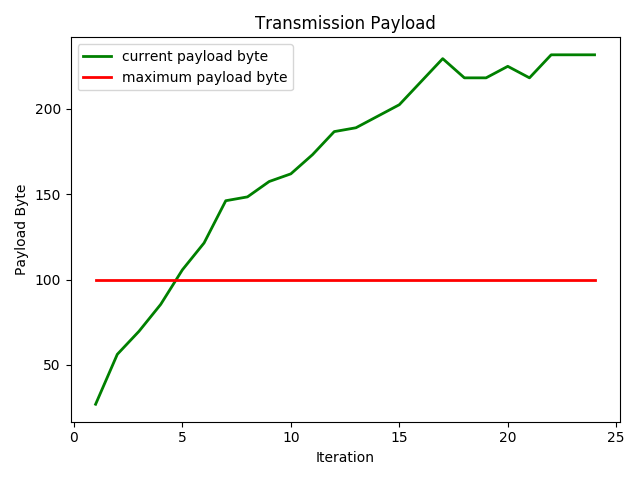 Transmission Payload
current payload byte
maximum payload byte
Payload Byte
200
150
100
50
0 5 10 15 20 25
Iteration